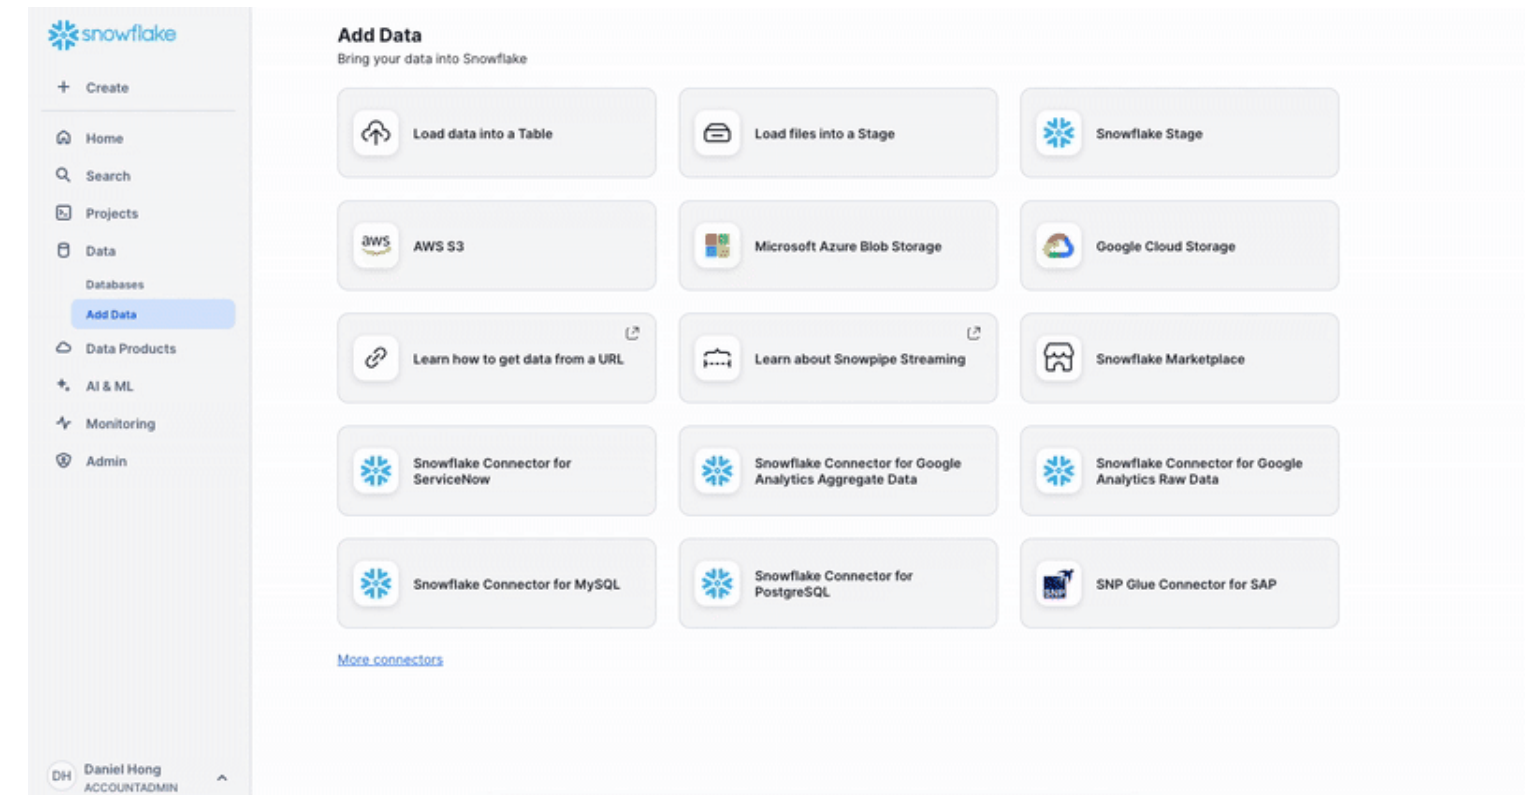 snowflake
Create
Home
Search
Projects
Data
Databases
Add Data
Data Products
AI & ML
Monitoring
Admin
DH
Daniel Hong
ACCOUNTADMIN
Add Data
Bring your data into Snowflake
Load data into a Table
Load files into a Stage
Snowflake Stage
aws
AWS S3
Microsoft Azure Blob Storage
Google Cloud Storage
Learn how to get data from a URL
Learn about Snowpipe Streaming
Snowflake Marketplace
Snowflake Connector for
ServiceNow
Snowflake Connector for Google
Analytics Aggregate Data
Snowflake Connector for Google
Analytics Raw Data
Snowflake Connector for MySQL
Snowflake Connector for
PostgreSQL
SNP
SNP Glue Connector for SAP
More connectors